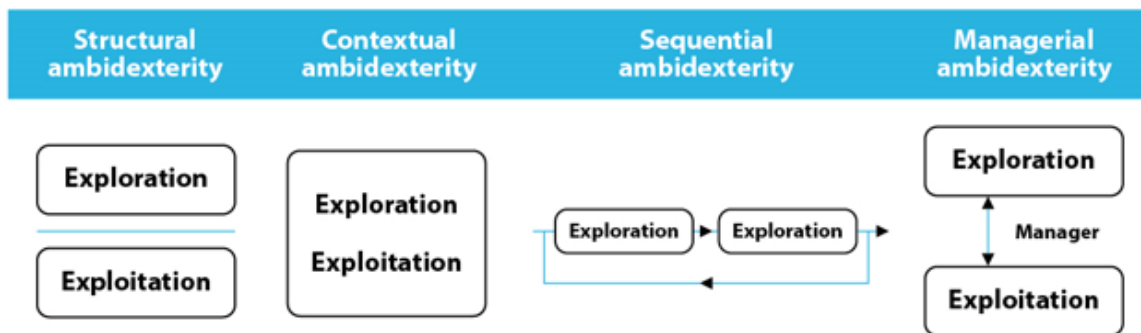 Structural
ambidexterity
Contextual
ambidexterity
Sequential
ambidexterity
Managerial
ambidexterity
Exploration
Exploitation
Exploration
Exploitation
Exploration
Exploration
Exploration
Manager
Exploitation